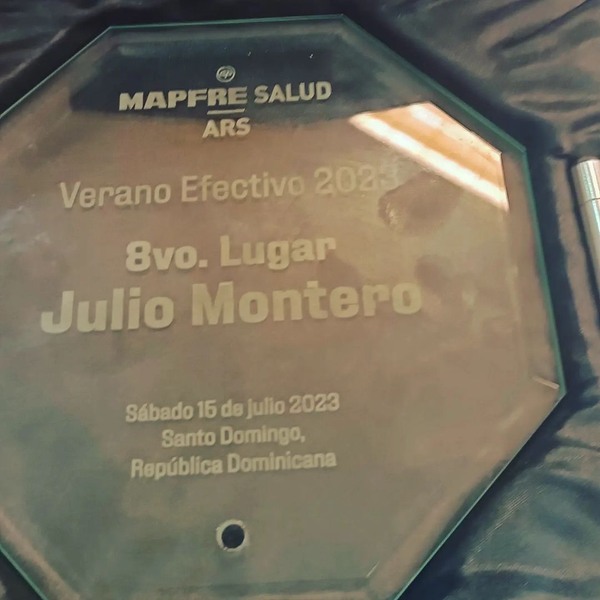 MAPFRE SALUD
ARS
Verano Efectivo 2023
8vo. Lugar
Julio Montero
Sábado 15 de julio 2023
Santo Domingo,
República Dominicana